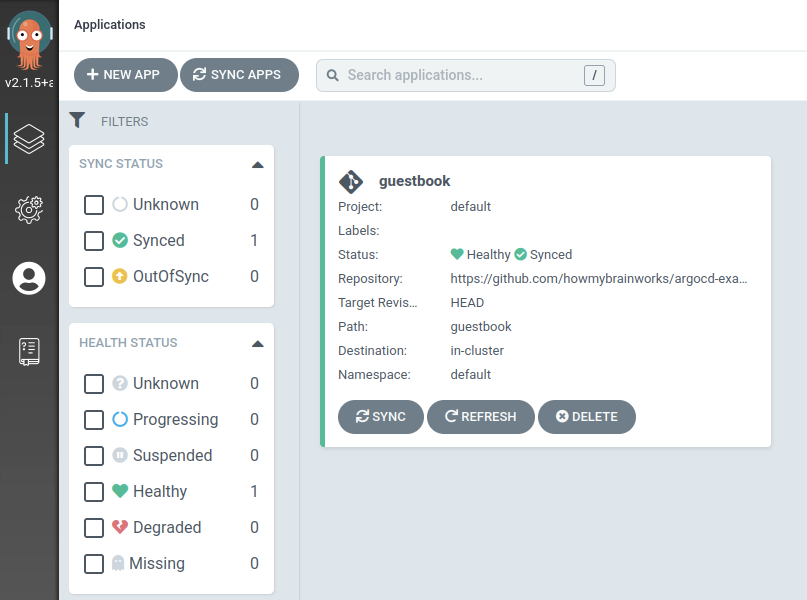 Applications
v2.1.5+a
NEW APP
SYNC APPS
Search applications...
/
FILTERS
SYNC STATUS
Unknown 0
Synced 1
OutOfSync 0
HEALTH STATUS
Unknown 0
Progressing 0
Suspended 0
Healthy 1
Degraded 0
Missing 0
guestbook
Project: default
Labels:
Status: Healthy Synced
Repository: https://github.com/howmybrainworks/argocd-exa...
Target Revis... HEAD
Path: guestbook
Destination: in-cluster
Namespace: default
SYNC
REFRESH
DELETE